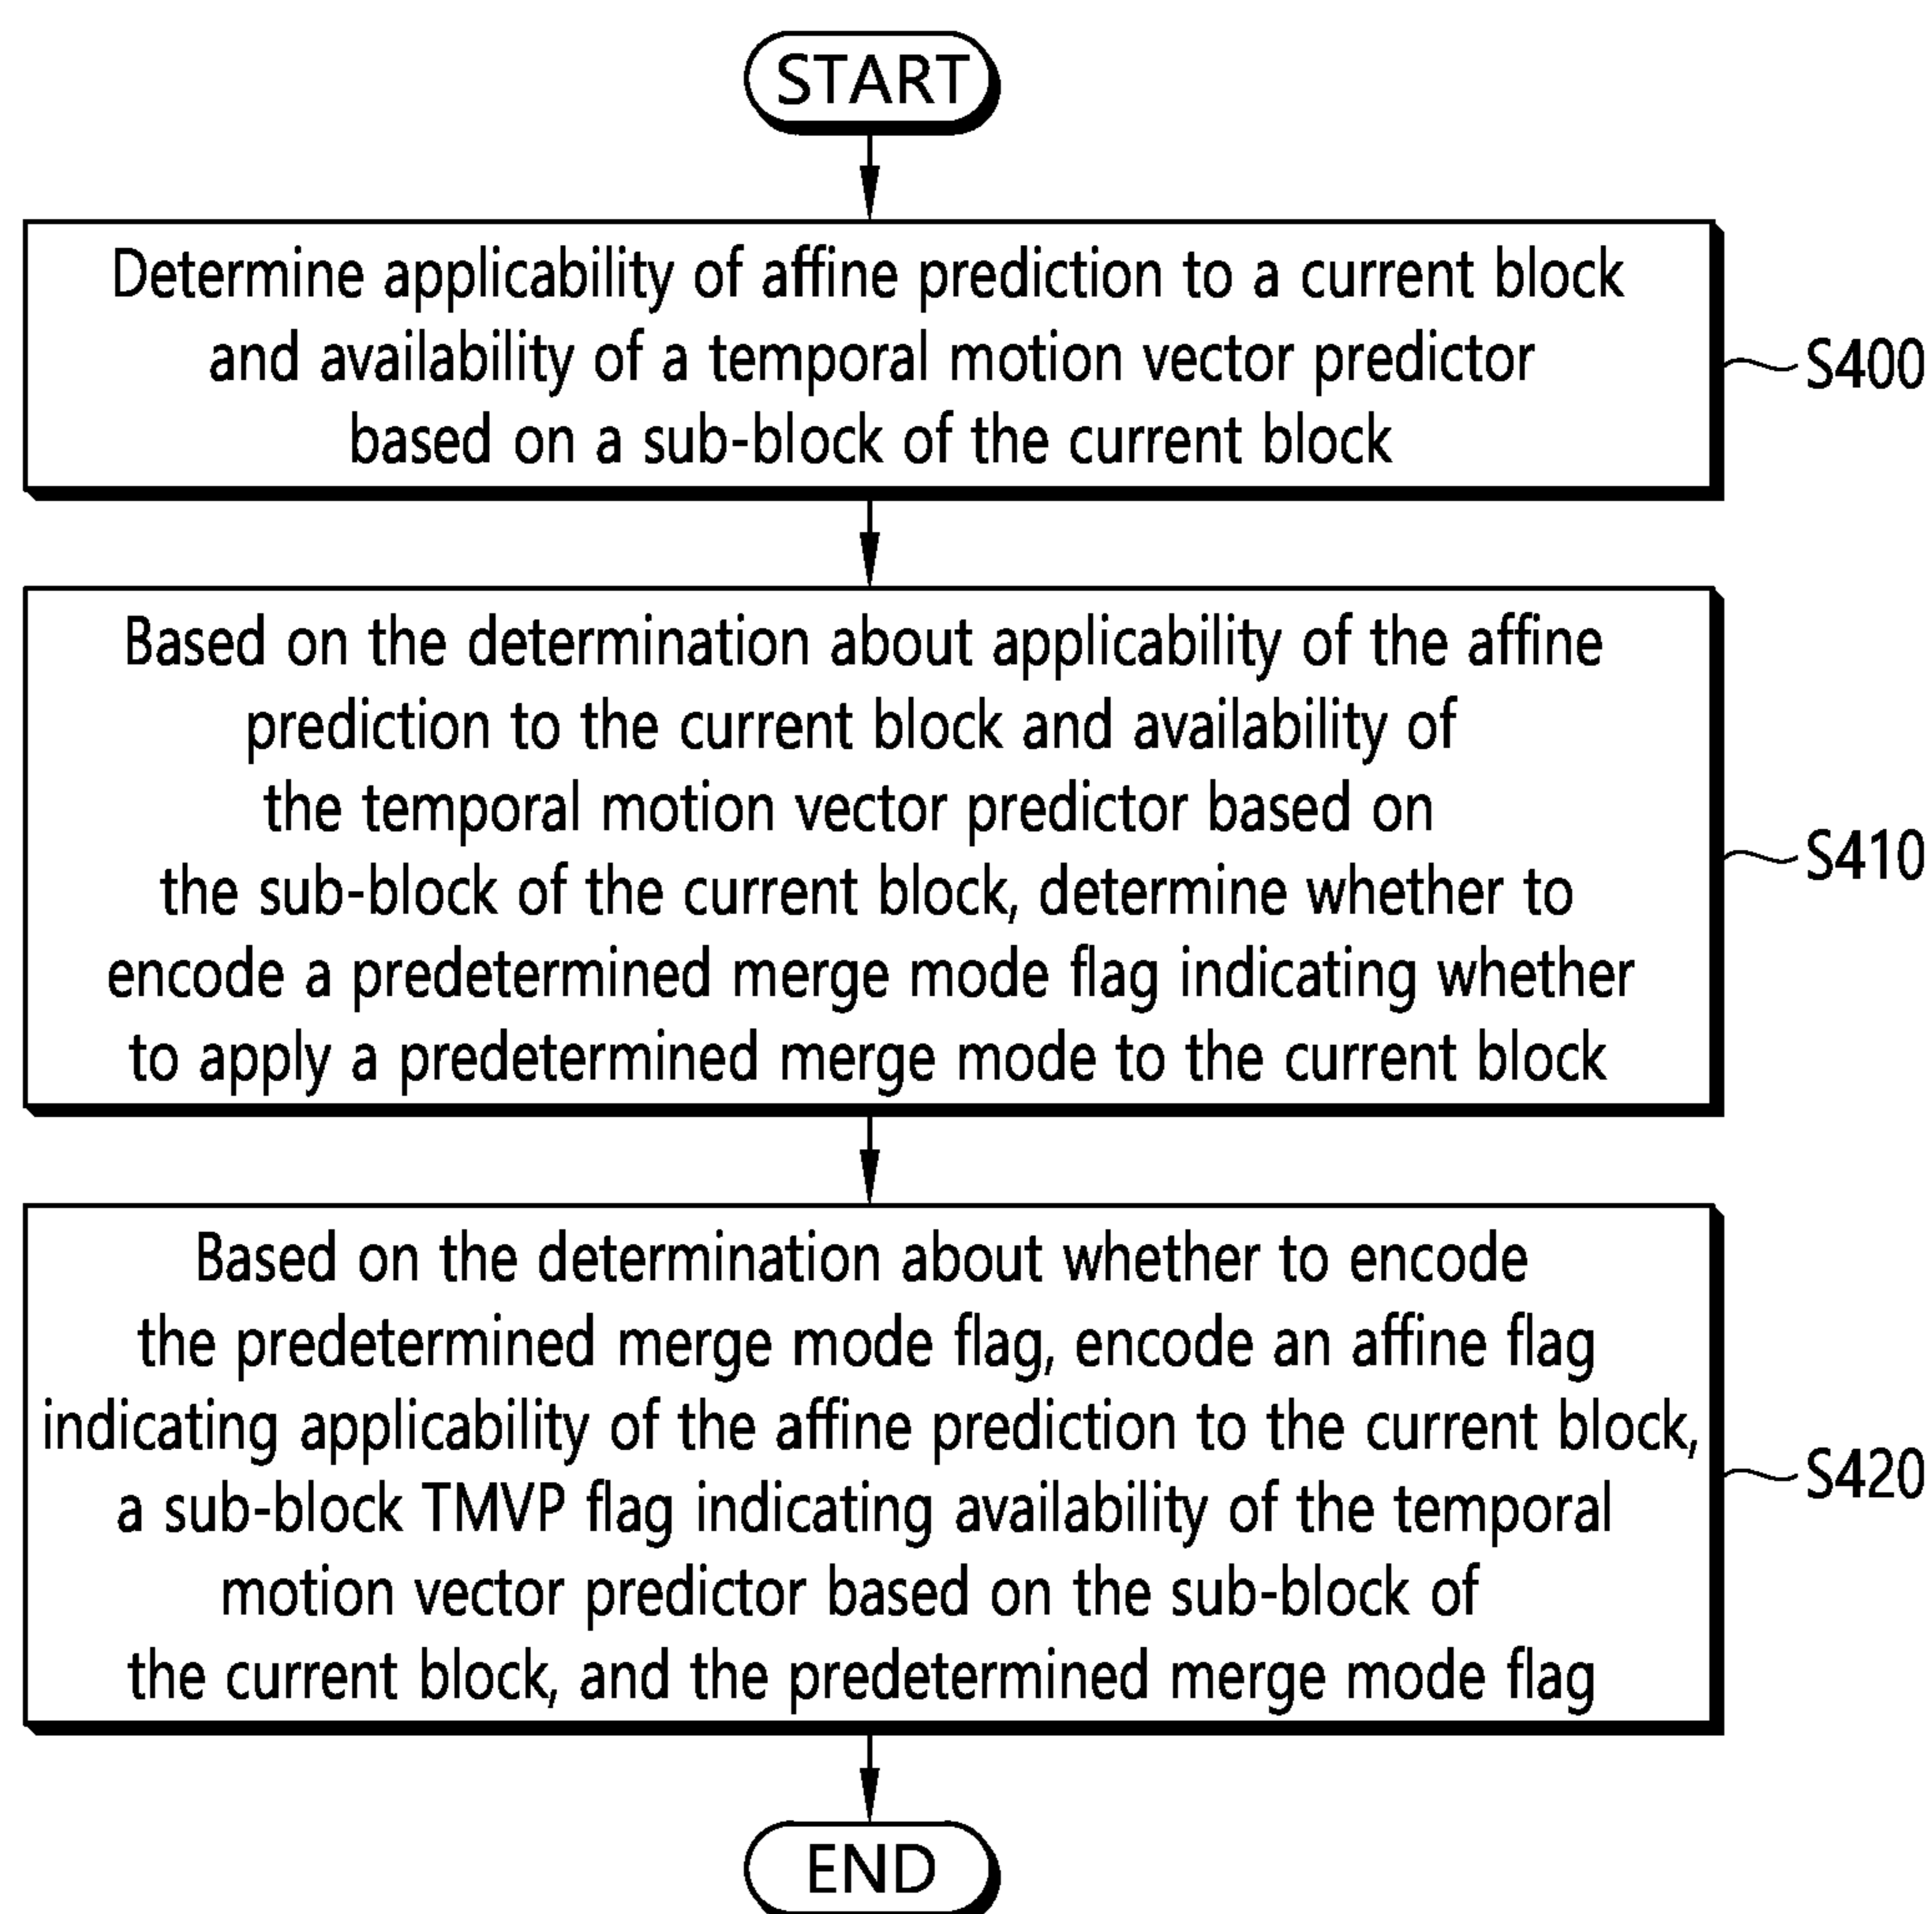 START
Determine applicability of affine prediction to a current block
and availability of a temporal motion vector predictor
based on a sub-block of the current block
S400
Based on the determination about applicability of the affine
prediction to the current block and availability of
the temporal motion vector predictor based on
the sub-block of the current block, determine whether to
encode a predetermined merge mode flag indicating whether
to apply a predetermined merge mode to the current block
S410
Based on the determination about whether to encode
the predetermined merge mode flag, encode an affine flag
indicating applicability of the affine prediction to the current block,
a sub-block TMVP flag indicating availability of the temporal
motion vector predictor based on the sub-block of
the current block, and the predetermined merge mode flag
S420
END